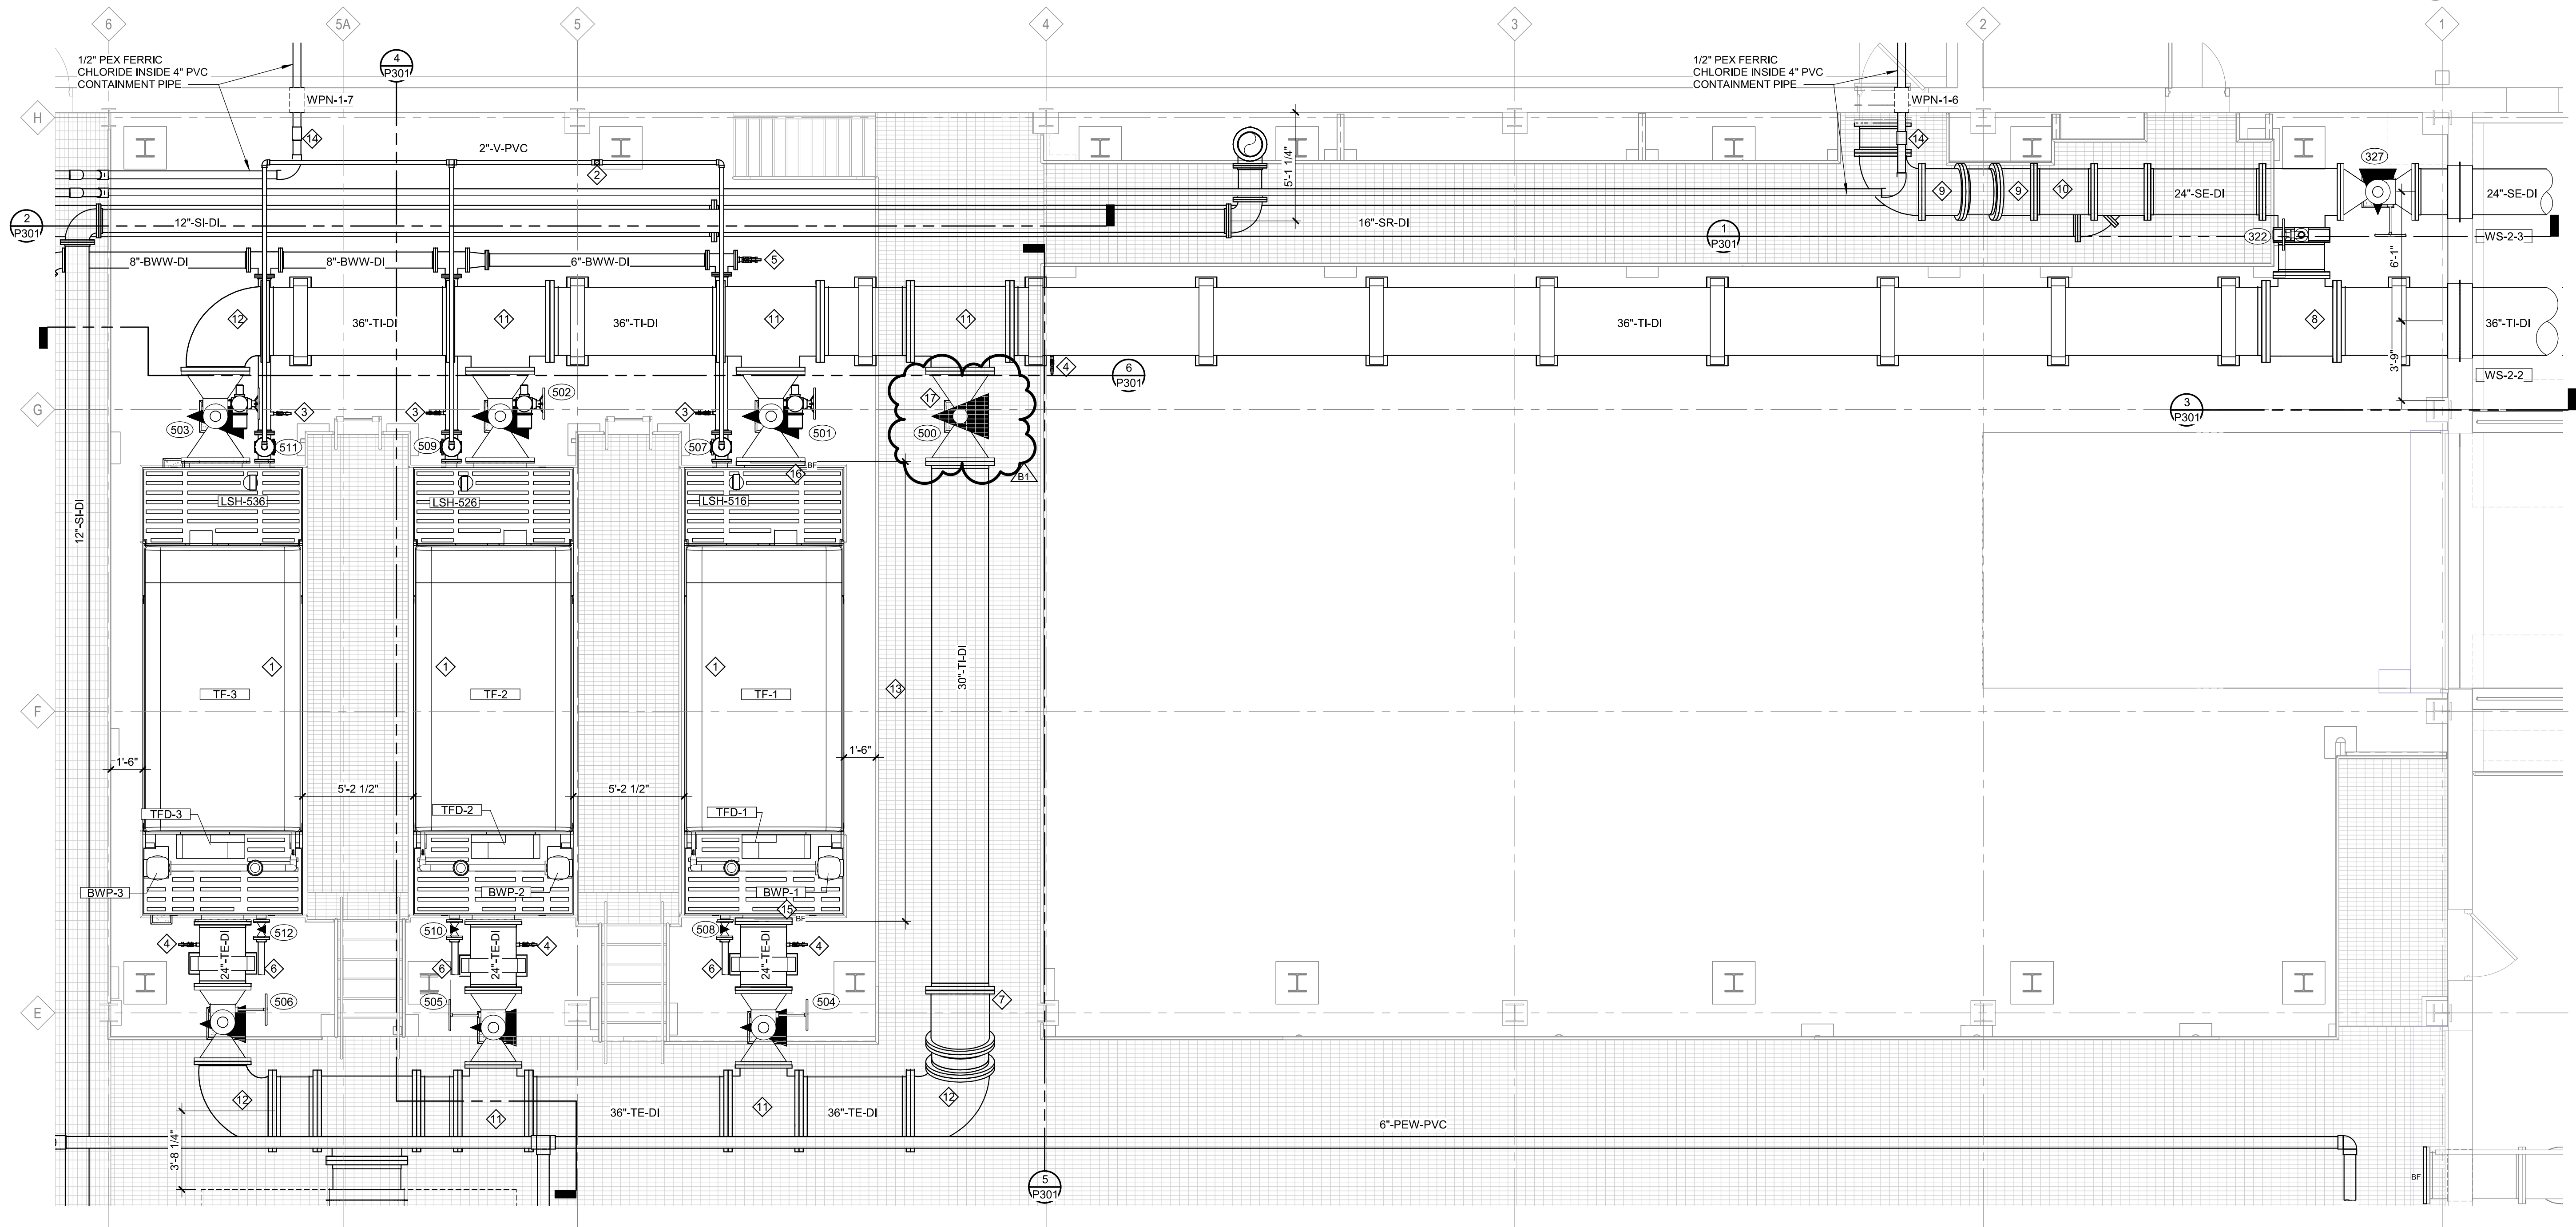 6
5A
5
4
3
2
1
1/2" PEX FERRIC
CHLORIDE INSIDE 4" PVC
CONTAINMENT PIPE
4
P301
1/2" PEX FERRIC
CHLORIDE INSIDE 4" PVC
CONTAINMENT PIPE
WPN-1-7
WPN-1-6
H
14
14
2"-V-PVC
2
5'-1 1/4"
327
9
9
10
24"-SE-DI
24"-SE-DI
2
P301
12"-SI-DI
16"-SR-DI
1
P301
322
WS-2-3
8"-BWW-DI
8"-BWW-DI
6"-BWW-DI
5
6'-1"
12
36"-TI-DI
11
36"-TI-DI
11
11
36"-TI-DI
8
36"-TI-DI
4
6
P301
3'-9"
WS-2-2
G
503
3
511
3
509
502
3
507
501
17
500
B1
3
P301
16
BF
LSH-536
LSH-526
LSH-516
12"-SI-DI
1
1
1
TF-3
TF-2
TF-1
13
30"-TI-DI
F
1'-6"
1'-6"
5'-2 1/2"
5'-2 1/2"
TFD-3
TFD-2
TFD-1
BWP-3
BWP-2
BWP-1
15
BF
4
24"-TE-DI
512
510
24"-TE-DI
4
508
24"-TE-DI
4
6
6
6
506
505
504
7
E
12
11
36"-TE-DI
11
36"-TE-DI
12
3'-8 1/4"
6"-PEW-PVC
5
P301
BF